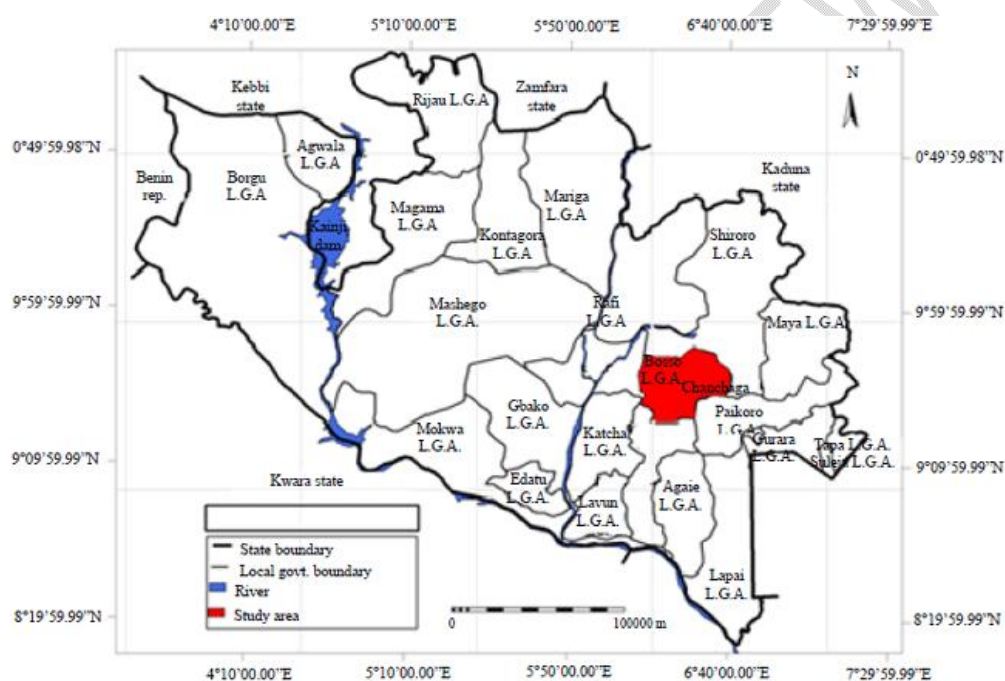 4°10'00.00"E 5°10'00.00"E 5°50'00.00"E 6°40'00.00"E 7°29'59.99"E
N
Kebbi
state
Rijau L.G.A
Zamfara
state
Kaduna
state
0°49'59.98"N
0°49'59.98"N
Agwala
L.G.A
Benin
rep.
Borgu
L.G.A
Magama
L.G.A
Mariga
L.G.A
Kontagora
L.G.A
Shiroro
L.G.A
Kainji
dam
9°59'59.99"N
9°59'59.99"N
Mashego
L.G.A.
Rafi
L.G.A
Maya L.G.A.
Bosso
L.G.A.
Chanchaga
Gbako
L.G.A.
Paikoro
L.G.A.
Mokwa
L.G.A.
Katcha
L.G.A.
Gurara
L.G.A.
Tapa L.G.A.
Suleja L.G.A.
9°09'59.99"N
9°09'59.99"N
Kwara state
Edatu
L.G.A.
Lavun
L.G.A.
Agaie
L.G.A.
Lapai
L.G.A.
State boundary
Local govt. boundary
River
Study area
0 100000 m
8°19'59.99"N
8°19'59.99"N
4°10'00.00"E 5°10'00.00"E 5°50'00.00"E 6°40'00.00"E 7°29'59.99"E